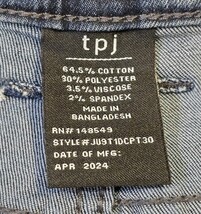 tpj
64.5% COTTON
30% POLYESTER
3.5% VISCOSE
2% SPANDEX
MADE IN
BANGLADESH
RN# 148549
STYLE# JU9T1DCPT30
DATE OF MFG:
APR 2024